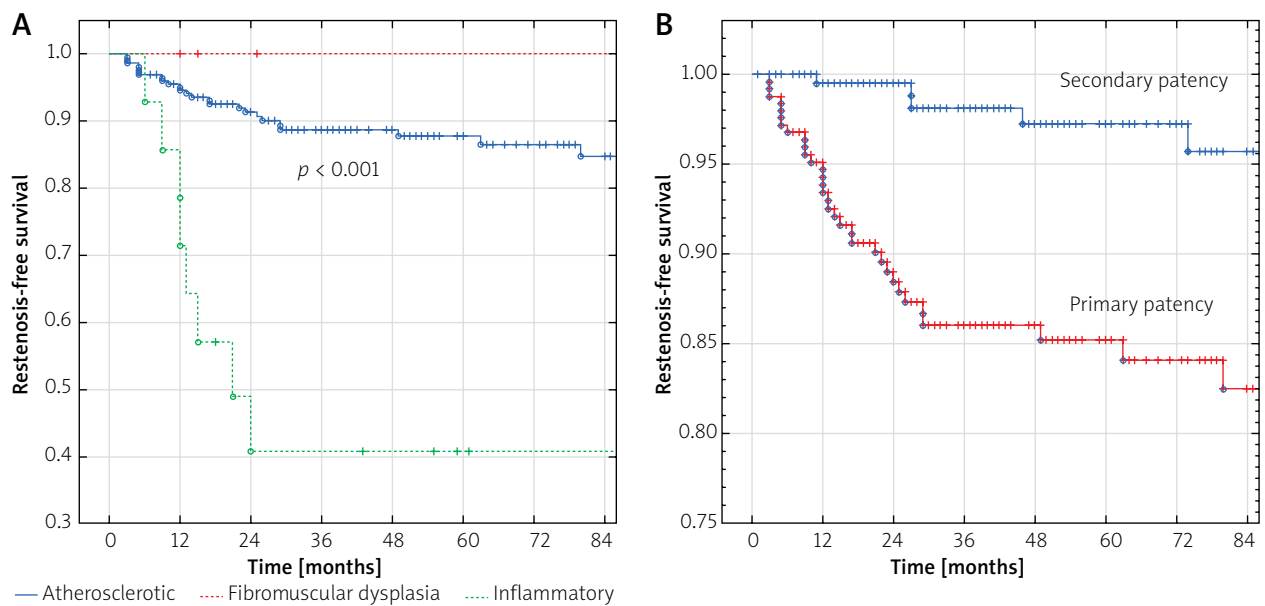 A
Restenosis-free survival
1.0
0.9
0.8
0.7
0.6
0.5
0.4
0.3
p < 0.001
0 12 24 36 48 60 72 84
Time [months]
Atherosclerotic Fibromuscular dysplasia Inflammatory
B
Restenosis-free survival
1.00
0.95
0.90
0.85
0.80
0.75
Secondary patency
Primary patency
0 12 24 36 48 60 72 84
Time [months]